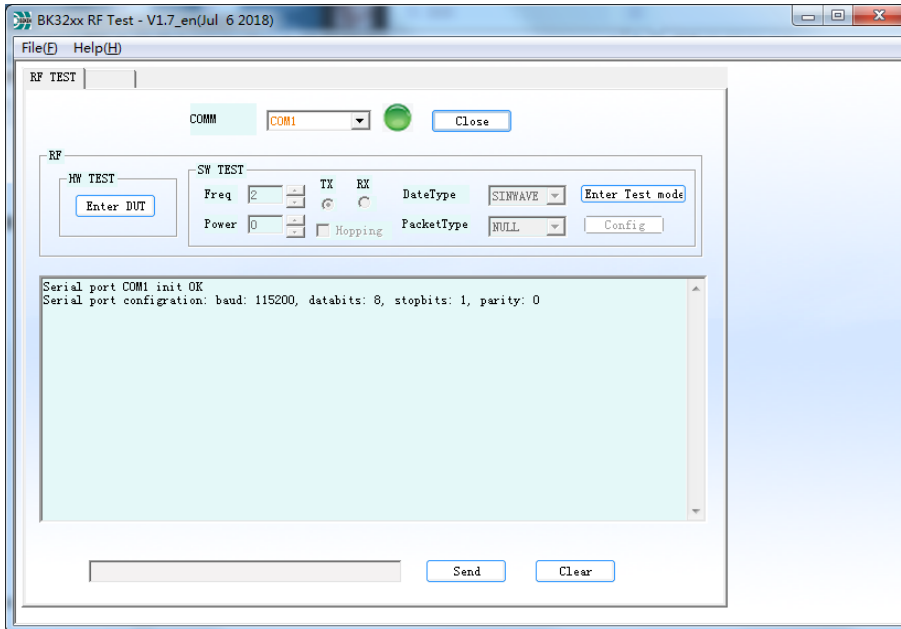 BK32xx RF Test - V1.7_en(Jul  6 2018)
File(F)   Help(H)
RF TEST
COMM   COM1   Close
RF
HW TEST
Enter DUT
SW TEST
Freq   2   TX   RX   DateType   SINWAVE   Enter Test mode
Power   0   Hopping   PacketType   NULL   Config
Serial port COM1 init OK
Serial port configration: baud: 115200, databits: 8, stopbits: 1, parity: 0
Send   Clear